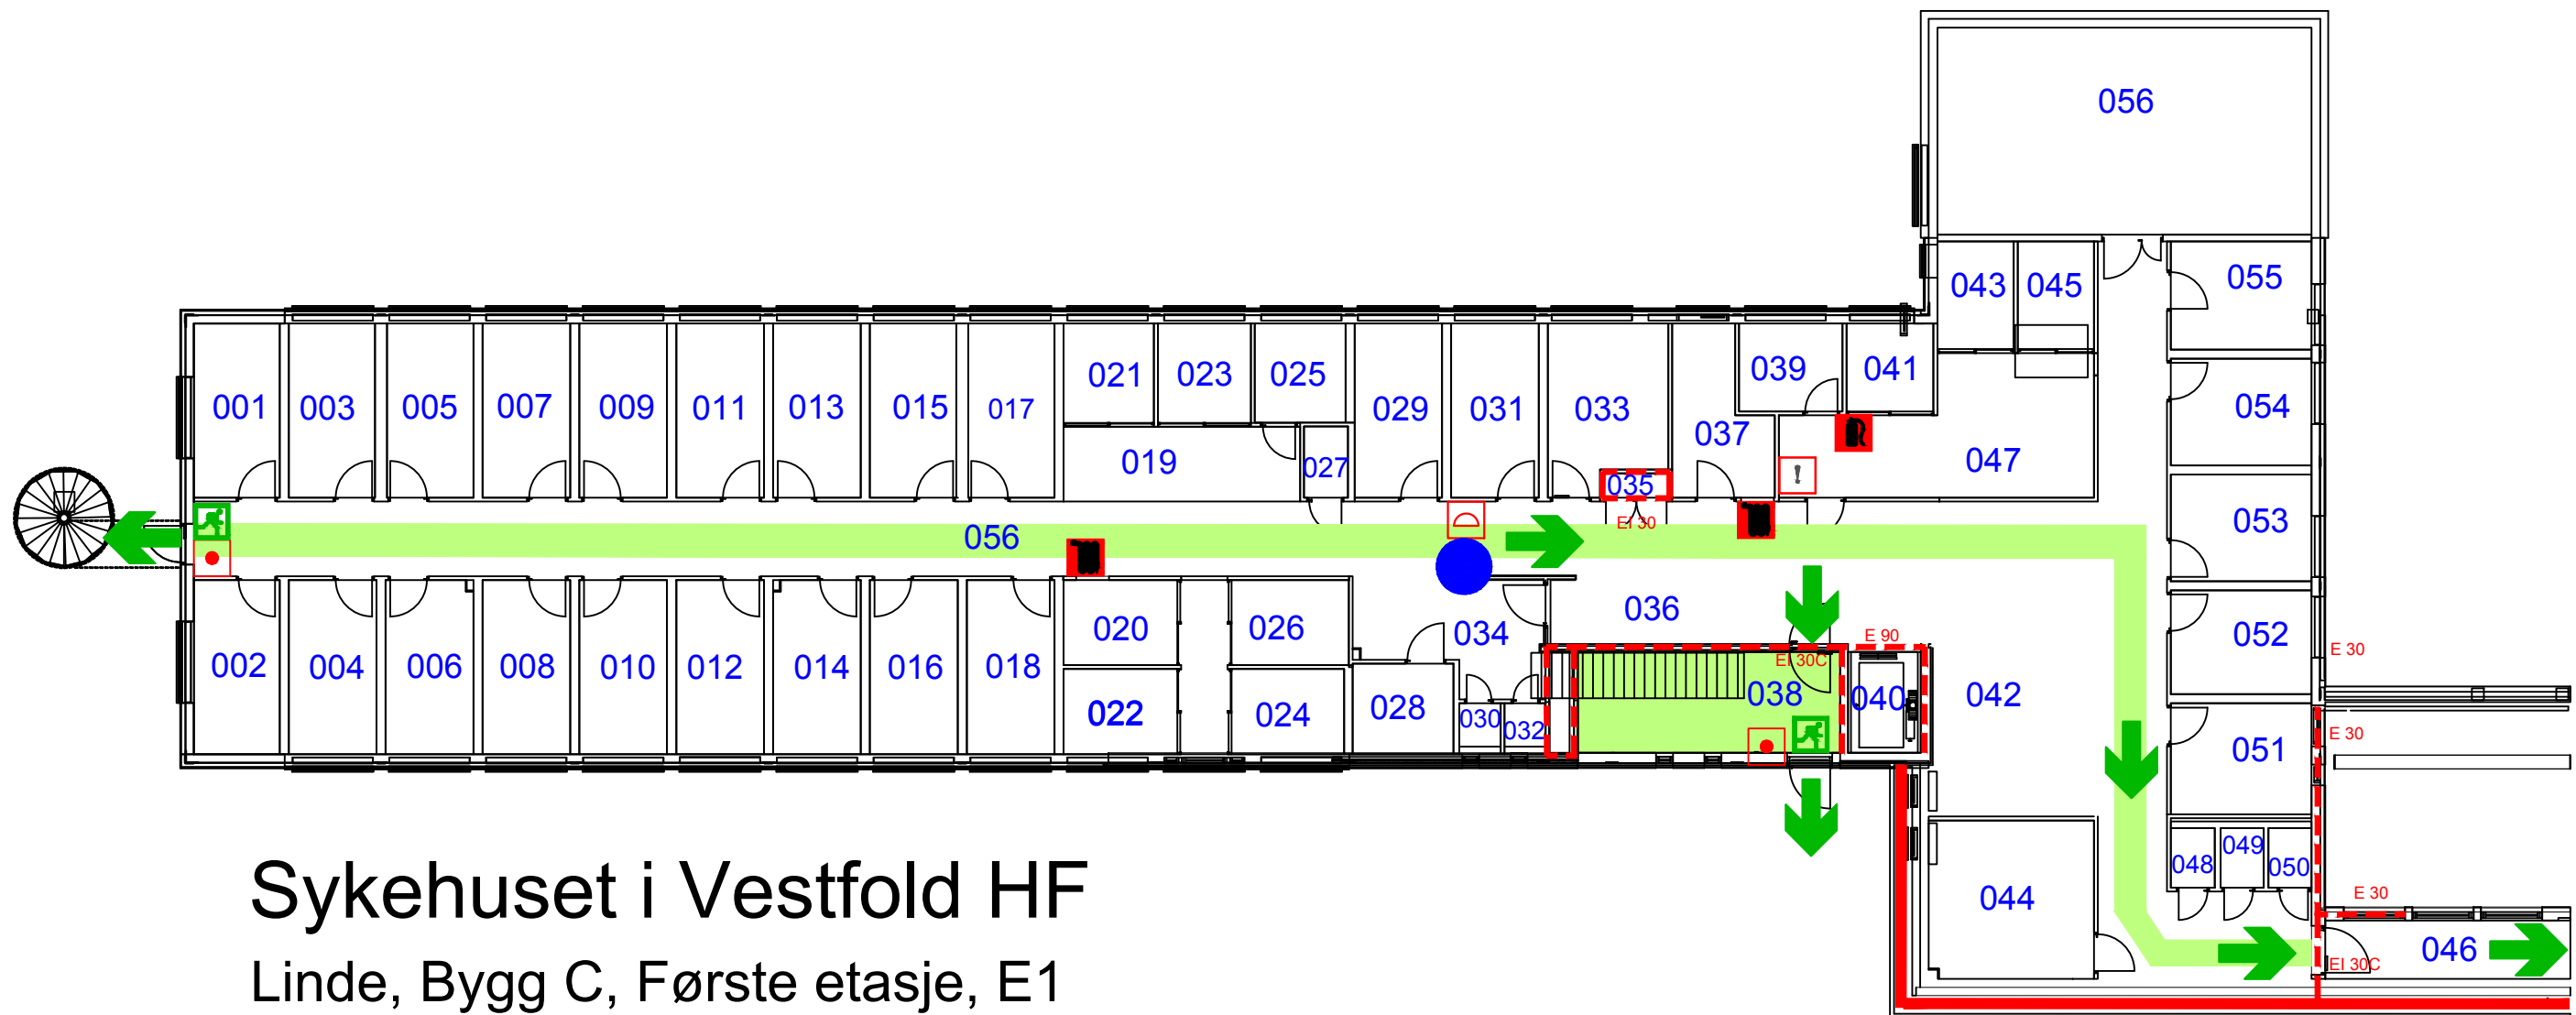 056
043 045 055
001 003 005 007 009 011 013 015 017 021 023 025 029 031 033 039 041 054
037
019 027 035 047 053
EI 30
056
036
002 004 006 008 010 012 014 016 018 020 026 034 E 90 052 E 30
EI 30C
022 024 028 030 032 038 040 042 051 E 30
048 049 050
044 E 30
046
EI 30C
!
Sykehuset i Vestfold HF
Linde, Bygg C, Første etasje, E1